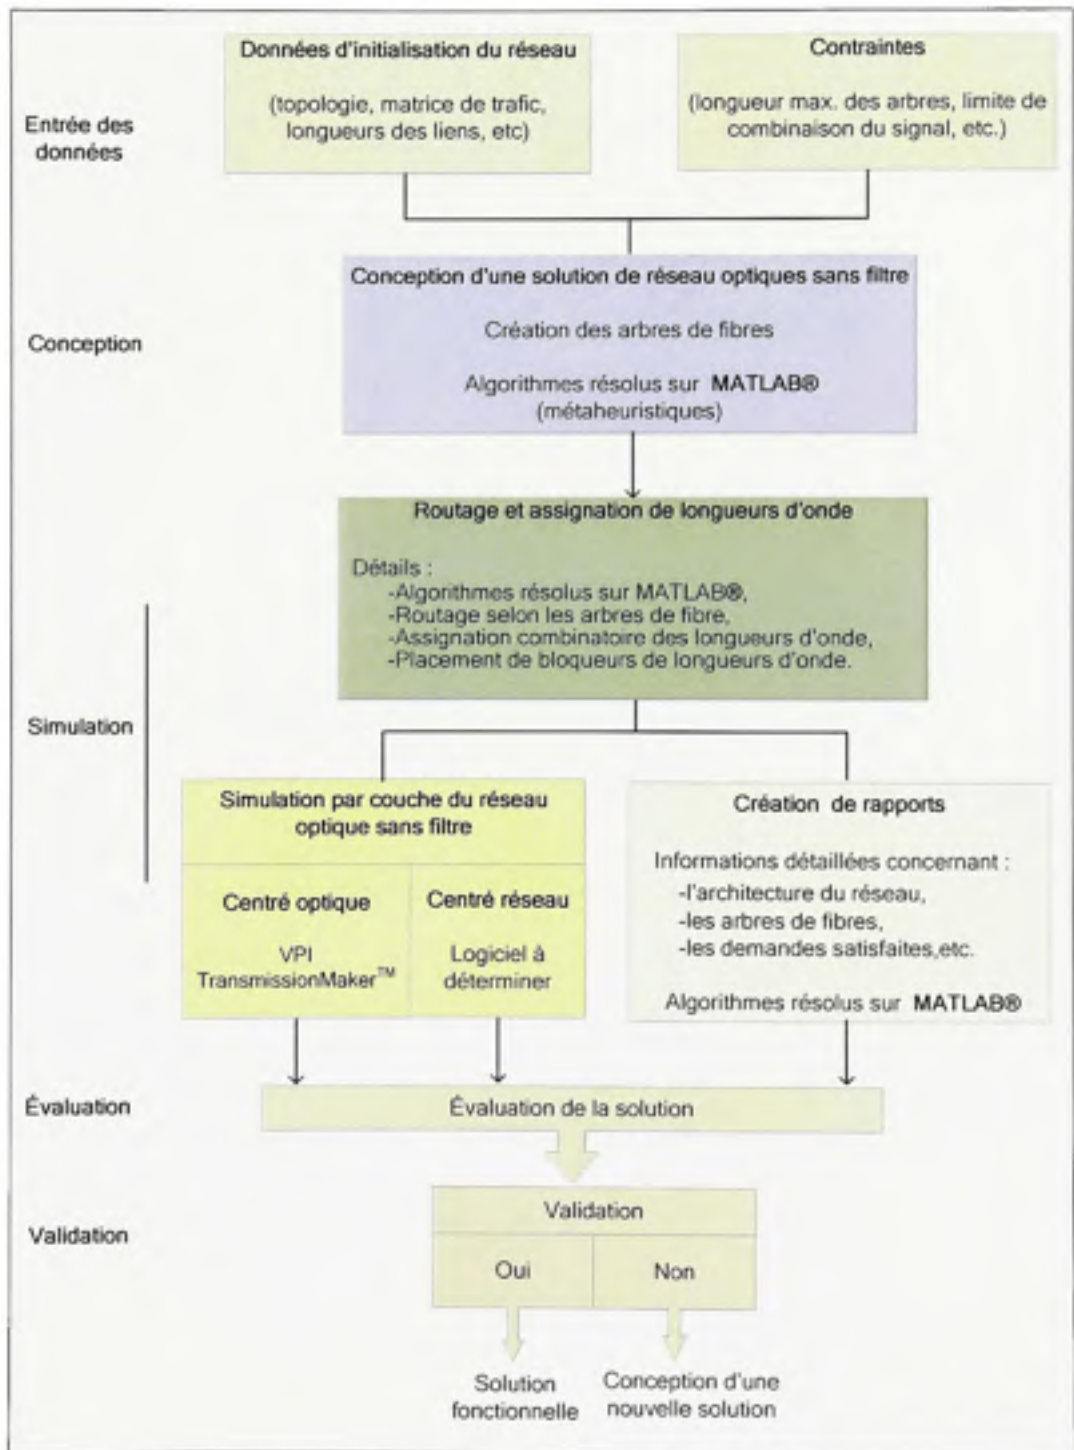 Données d'initialisation du réseau
(topologie, matrice de trafic,
longueurs des liens, etc)
Contraintes
(longueur max. des arbres, limite de
combinaison du signal, etc.)
Entrée des
données
Conception d'une solution de réseau optiques sans filtre
Création des arbres de fibres
Algorithmes résolus sur MATLAB®
(métaheuristiques)
Conception
Routage et assignation de longueurs d'onde
Détails :
-Algorithmes résolus sur MATLAB®,
-Routage selon les arbres de fibre,
-Assignation combinatoire des longueurs d'onde,
-Placement de bloqueurs de longueurs d'onde.
Simulation
Simulation par couche du réseau
optique sans filtre
Centré optique
VPI
TransmissionMaker™
Centré réseau
Logiciel à
déterminer
Création de rapports
Informations détaillées concernant :
-l'architecture du réseau,
-les arbres de fibres,
-les demandes satisfaites,etc.
Algorithmes résolus sur MATLAB®
Évaluation
Évaluation de la solution
Validation
Validation
Oui
Non
Solution
fonctionnelle
Conception d'une
nouvelle solution